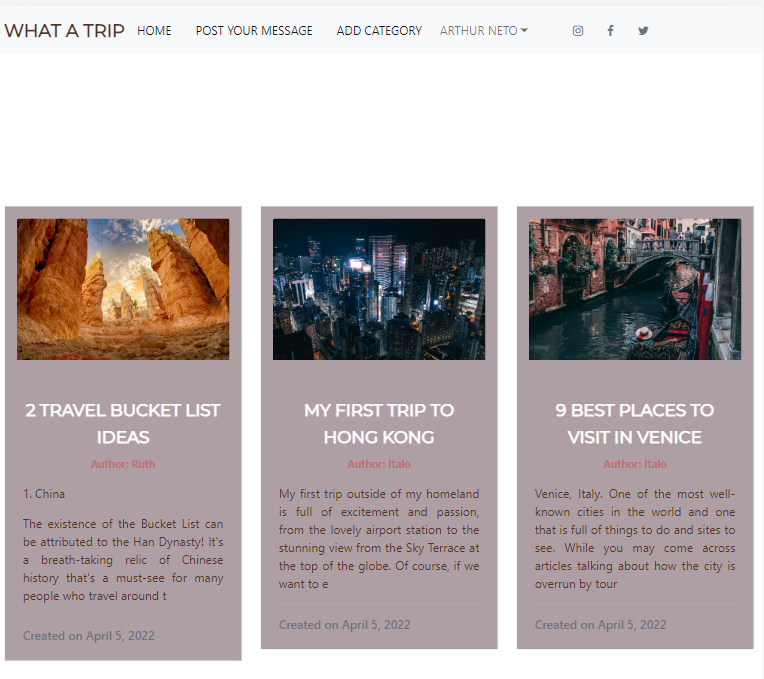 WHAT A TRIP HOME POST YOUR MESSAGE ADD CATEGORY ARTHUR NETO
2 TRAVEL BUCKET LIST
IDEAS
Author: Ruth
1. China
The existence of the Bucket List can
be attributed to the Han Dynasty! It's
a breath-taking relic of Chinese
history that's a must-see for many
people who travel around t
Created on April 5, 2022
MY FIRST TRIP TO
HONG KONG
Author: Italo
My first trip outside of my homeland
is full of excitement and passion,
from the lovely airport station to the
stunning view from the Sky Terrace at
the top of the globe. Of course, if we
want to e
Created on April 5, 2022
9 BEST PLACES TO
VISIT IN VENICE
Author: Italo
Venice, Italy. One of the most well-
known cities in the world and one
that is full of things to do and sites to
see. While you may come across
articles talking about how the city is
overrun by tour
Created on April 5, 2022